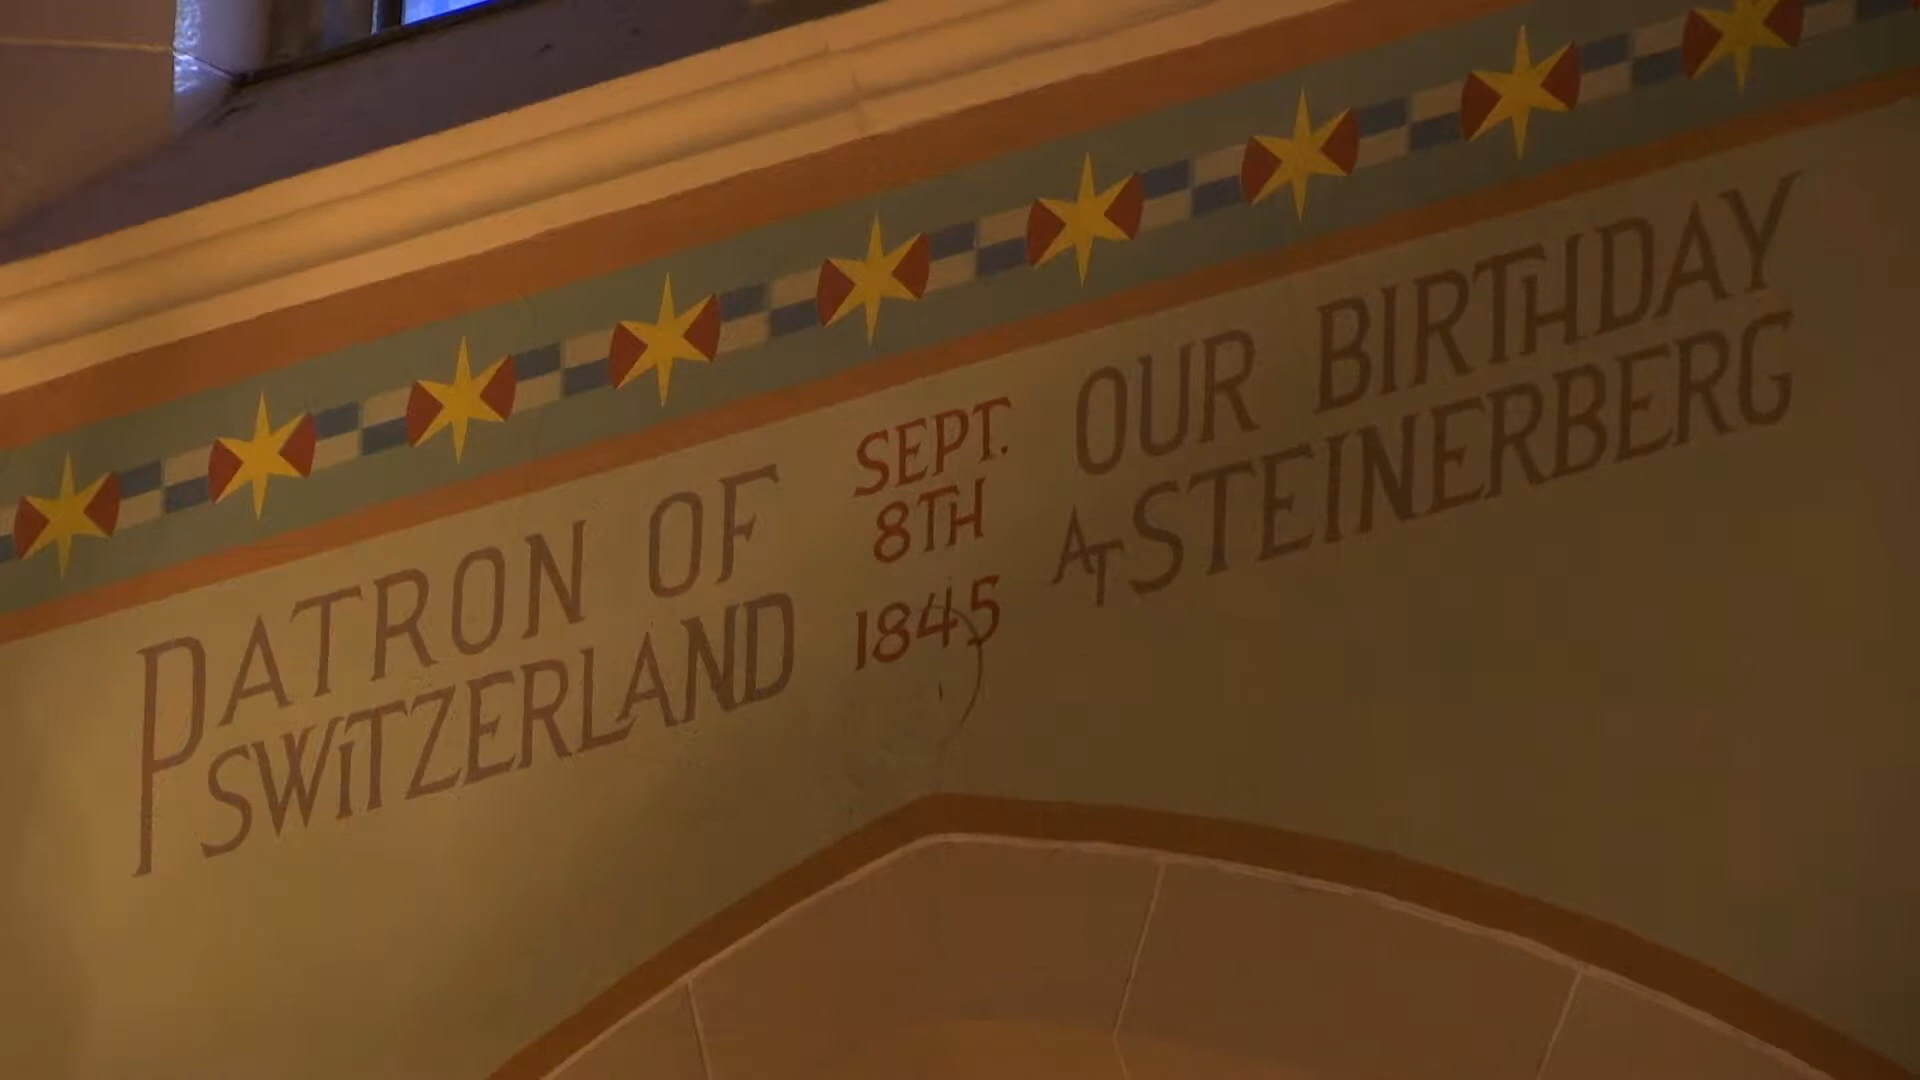 PATRON OF
SWITZERLAND
SEPT.
8TH
1845
OUR BIRTHDAY
AT STEINERBERG